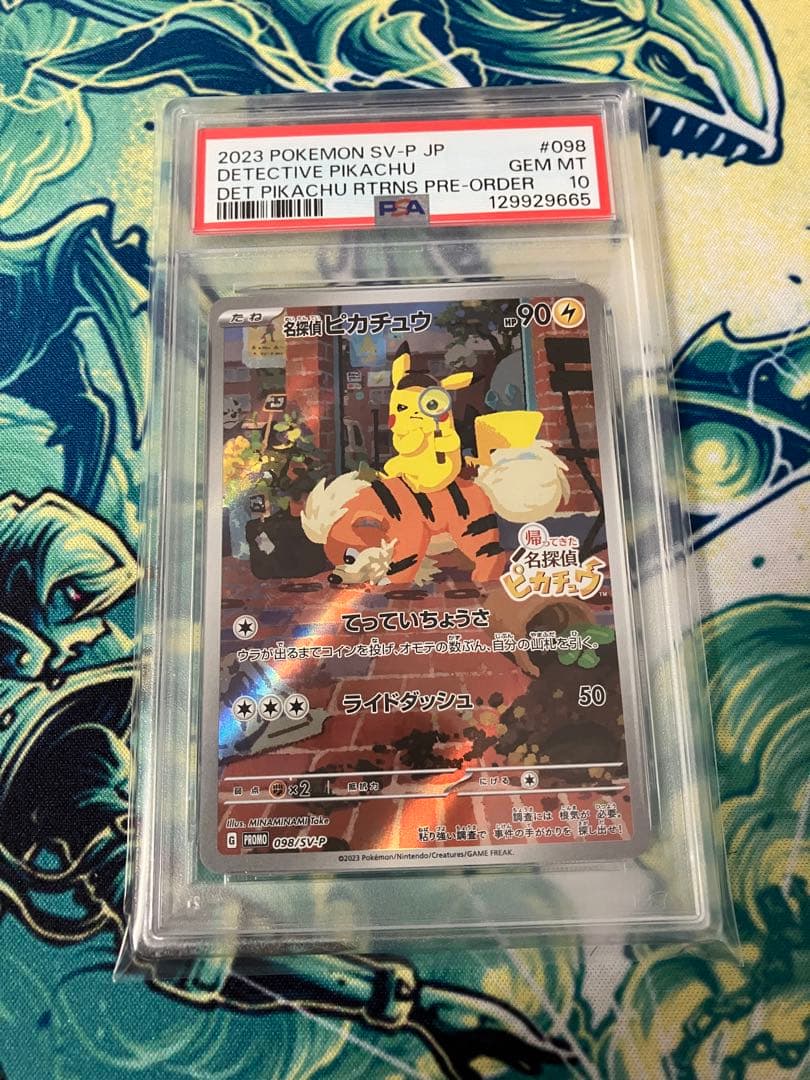 2023 POKEMON SV-P JP #098
DETECTIVE PIKACHU GEM MT
DET PIKACHU RTRNS PRE-ORDER 10
PSA 129929665
たね 名探偵ピカチュウ HP90
帰ってきた
名探偵
ピカチュウ™
てっていちょうさ
ウラが出るまでコインを投げ、オモテの数ぶん、自分の山札を引く。
ライドダッシュ 50
弱点 ×2 抵抗力 にげる
Illus. MINAMINAMI Take
調査には根気が必要。
粘り強い調査で事件の手がかりを探し出せ!
G PROMO 098/SV-P
©2023 Pokémon/Nintendo/Creatures/GAME FREAK.